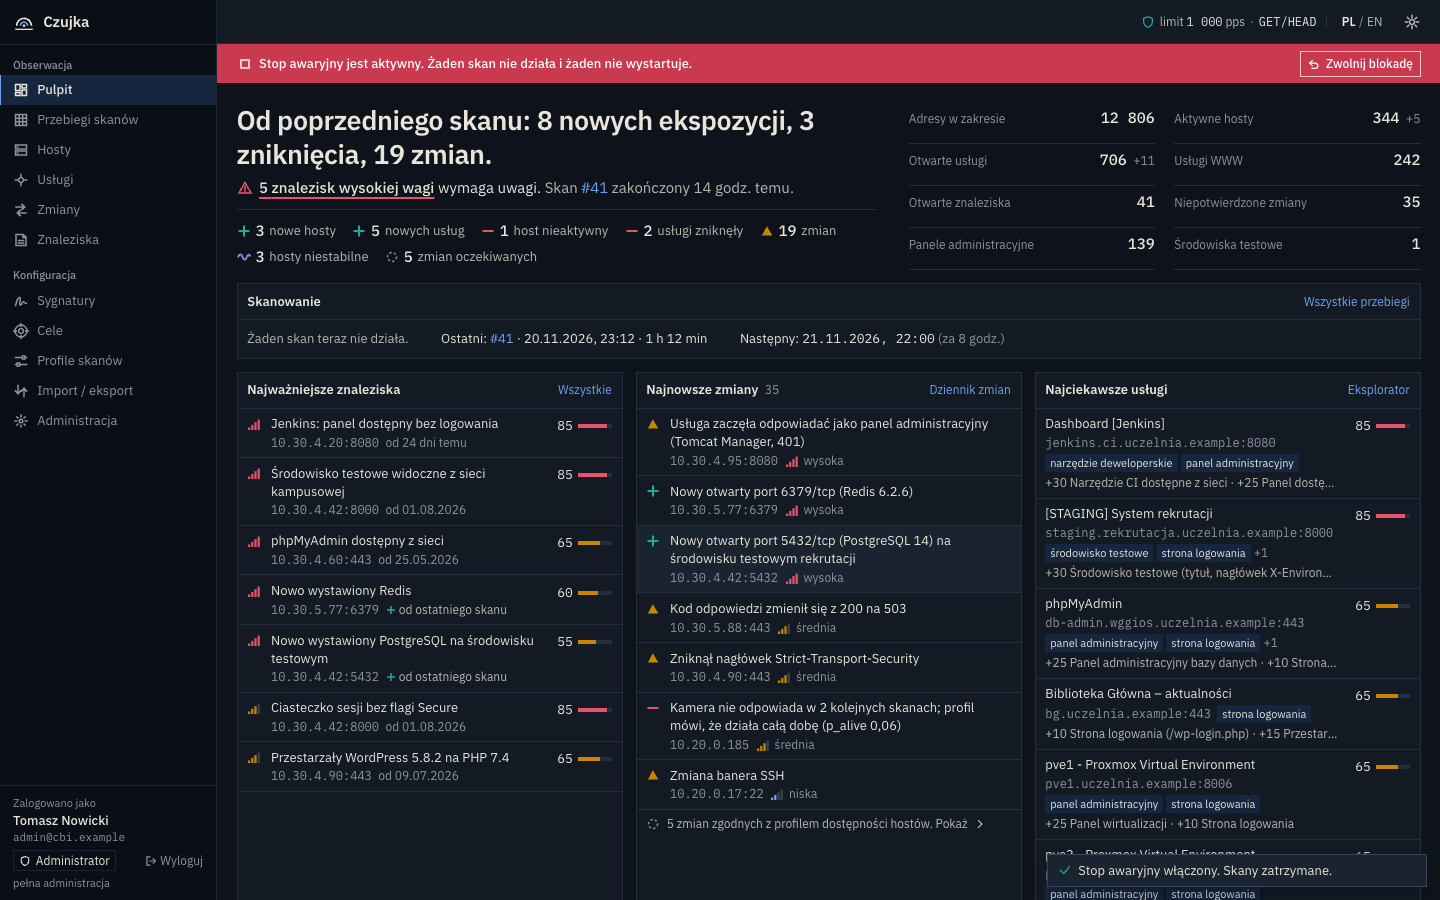 Czujka
limit 1 000 pps · GET/HEAD
PL / EN
Stop awaryjny jest aktywny. Żaden skan nie działa i żaden nie wystartuje.
Zwolnij blokadę
Obserwacja
Pulpit
Przebiegi skanów
Hosty
Usługi
Zmiany
Znaleziska
Konfiguracja
Sygnatury
Cele
Profile skanów
Import / eksport
Administracja
Zalogowano jako
Tomasz Nowicki
admin@cbi.example
Administrator
Wyloguj
pełna administracja
Od poprzedniego skanu: 8 nowych ekspozycji, 3
zniknięcia, 19 zmian.
5 znalezisk wysokiej wagi wymaga uwagi. Skan #41 zakończony 14 godz. temu.
3 nowe hosty
5 nowych usług
1 host nieaktywny
2 usługi zniknęły
19 zmian
3 hosty niestabilne
5 zmian oczekiwanych
Adresy w zakresie 12 806
Aktywne hosty 344 +5
Otwarte usługi 706 +11
Usługi WWW 242
Otwarte znaleziska 41
Niepotwierdzone zmiany 35
Panele administracyjne 139
Środowiska testowe 1
Skanowanie
Wszystkie przebiegi
Żaden skan teraz nie działa.
Ostatni: #41 · 20.11.2026, 23:12 · 1 h 12 min
Następny: 21.11.2026, 22:00 (za 8 godz.)
Najważniejsze znaleziska
Wszystkie
Jenkins: panel dostępny bez logowania 85
10.30.4.20:8080 od 24 dni temu
Środowisko testowe widoczne z sieci 85
kampusowej
10.30.4.42:8000 od 01.08.2026
phpMyAdmin dostępny z sieci 65
10.30.4.60:443 od 25.05.2026
Nowo wystawiony Redis 60
10.30.5.77:6379 + od ostatniego skanu
Nowo wystawiony PostgreSQL na środowisku 55
testowym
10.30.4.42:5432 + od ostatniego skanu
Ciasteczko sesji bez flagi Secure 85
10.30.4.42:8000 od 01.08.2026
Przestarzały WordPress 5.8.2 na PHP 7.4 65
10.30.4.90:443 od 09.07.2026
Najnowsze zmiany 35
Dziennik zmian
Usługa zaczęła odpowiadać jako panel administracyjny
(Tomcat Manager, 401)
10.30.4.95:8080 wysoka
Nowy otwarty port 6379/tcp (Redis 6.2.6)
10.30.5.77:6379 wysoka
Nowy otwarty port 5432/tcp (PostgreSQL 14) na
środowisku testowym rekrutacji
10.30.4.42:5432 wysoka
Kod odpowiedzi zmienił się z 200 na 503
10.30.5.88:443 średnia
Zniknął nagłówek Strict-Transport-Security
10.30.4.90:443 średnia
Kamera nie odpowiada w 2 kolejnych skanach; profil
mówi, że działa całą dobę (p_alive 0,06)
10.20.0.185 średnia
Zmiana banera SSH
10.20.0.17:22 niska
5 zmian zgodnych z profilem dostępności hostów. Pokaż
Najciekawsze usługi
Eksplorator
Dashboard [Jenkins] 85
jenkins.ci.uczelnia.example:8080
narzędzie deweloperskie panel administracyjny
+30 Narzędzie CI dostępne z sieci · +25 Panel dostę…
[STAGING] System rekrutacji 85
staging.rekrutacja.uczelnia.example:8000
środowisko testowe strona logowania +1
+30 Środowisko testowe (tytuł, nagłówek X-Environ…
phpMyAdmin 65
db-admin.wggios.uczelnia.example:443
panel administracyjny strona logowania +1
+25 Panel administracyjny bazy danych · +10 Strona…
Biblioteka Główna – aktualności 65
bg.uczelnia.example:443 strona logowania
+10 Strona logowania (/wp-login.php) · +15 Przestar…
pve1 - Proxmox Virtual Environment 65
pve1.uczelnia.example:8006
panel administracyjny strona logowania
+25 Panel wirtualizacji · +10 Strona logowania
pve2 - Proxmox Virtual Environment 65
Stop awaryjny włączony. Skany zatrzymane.
panel administracyjny strona logowania